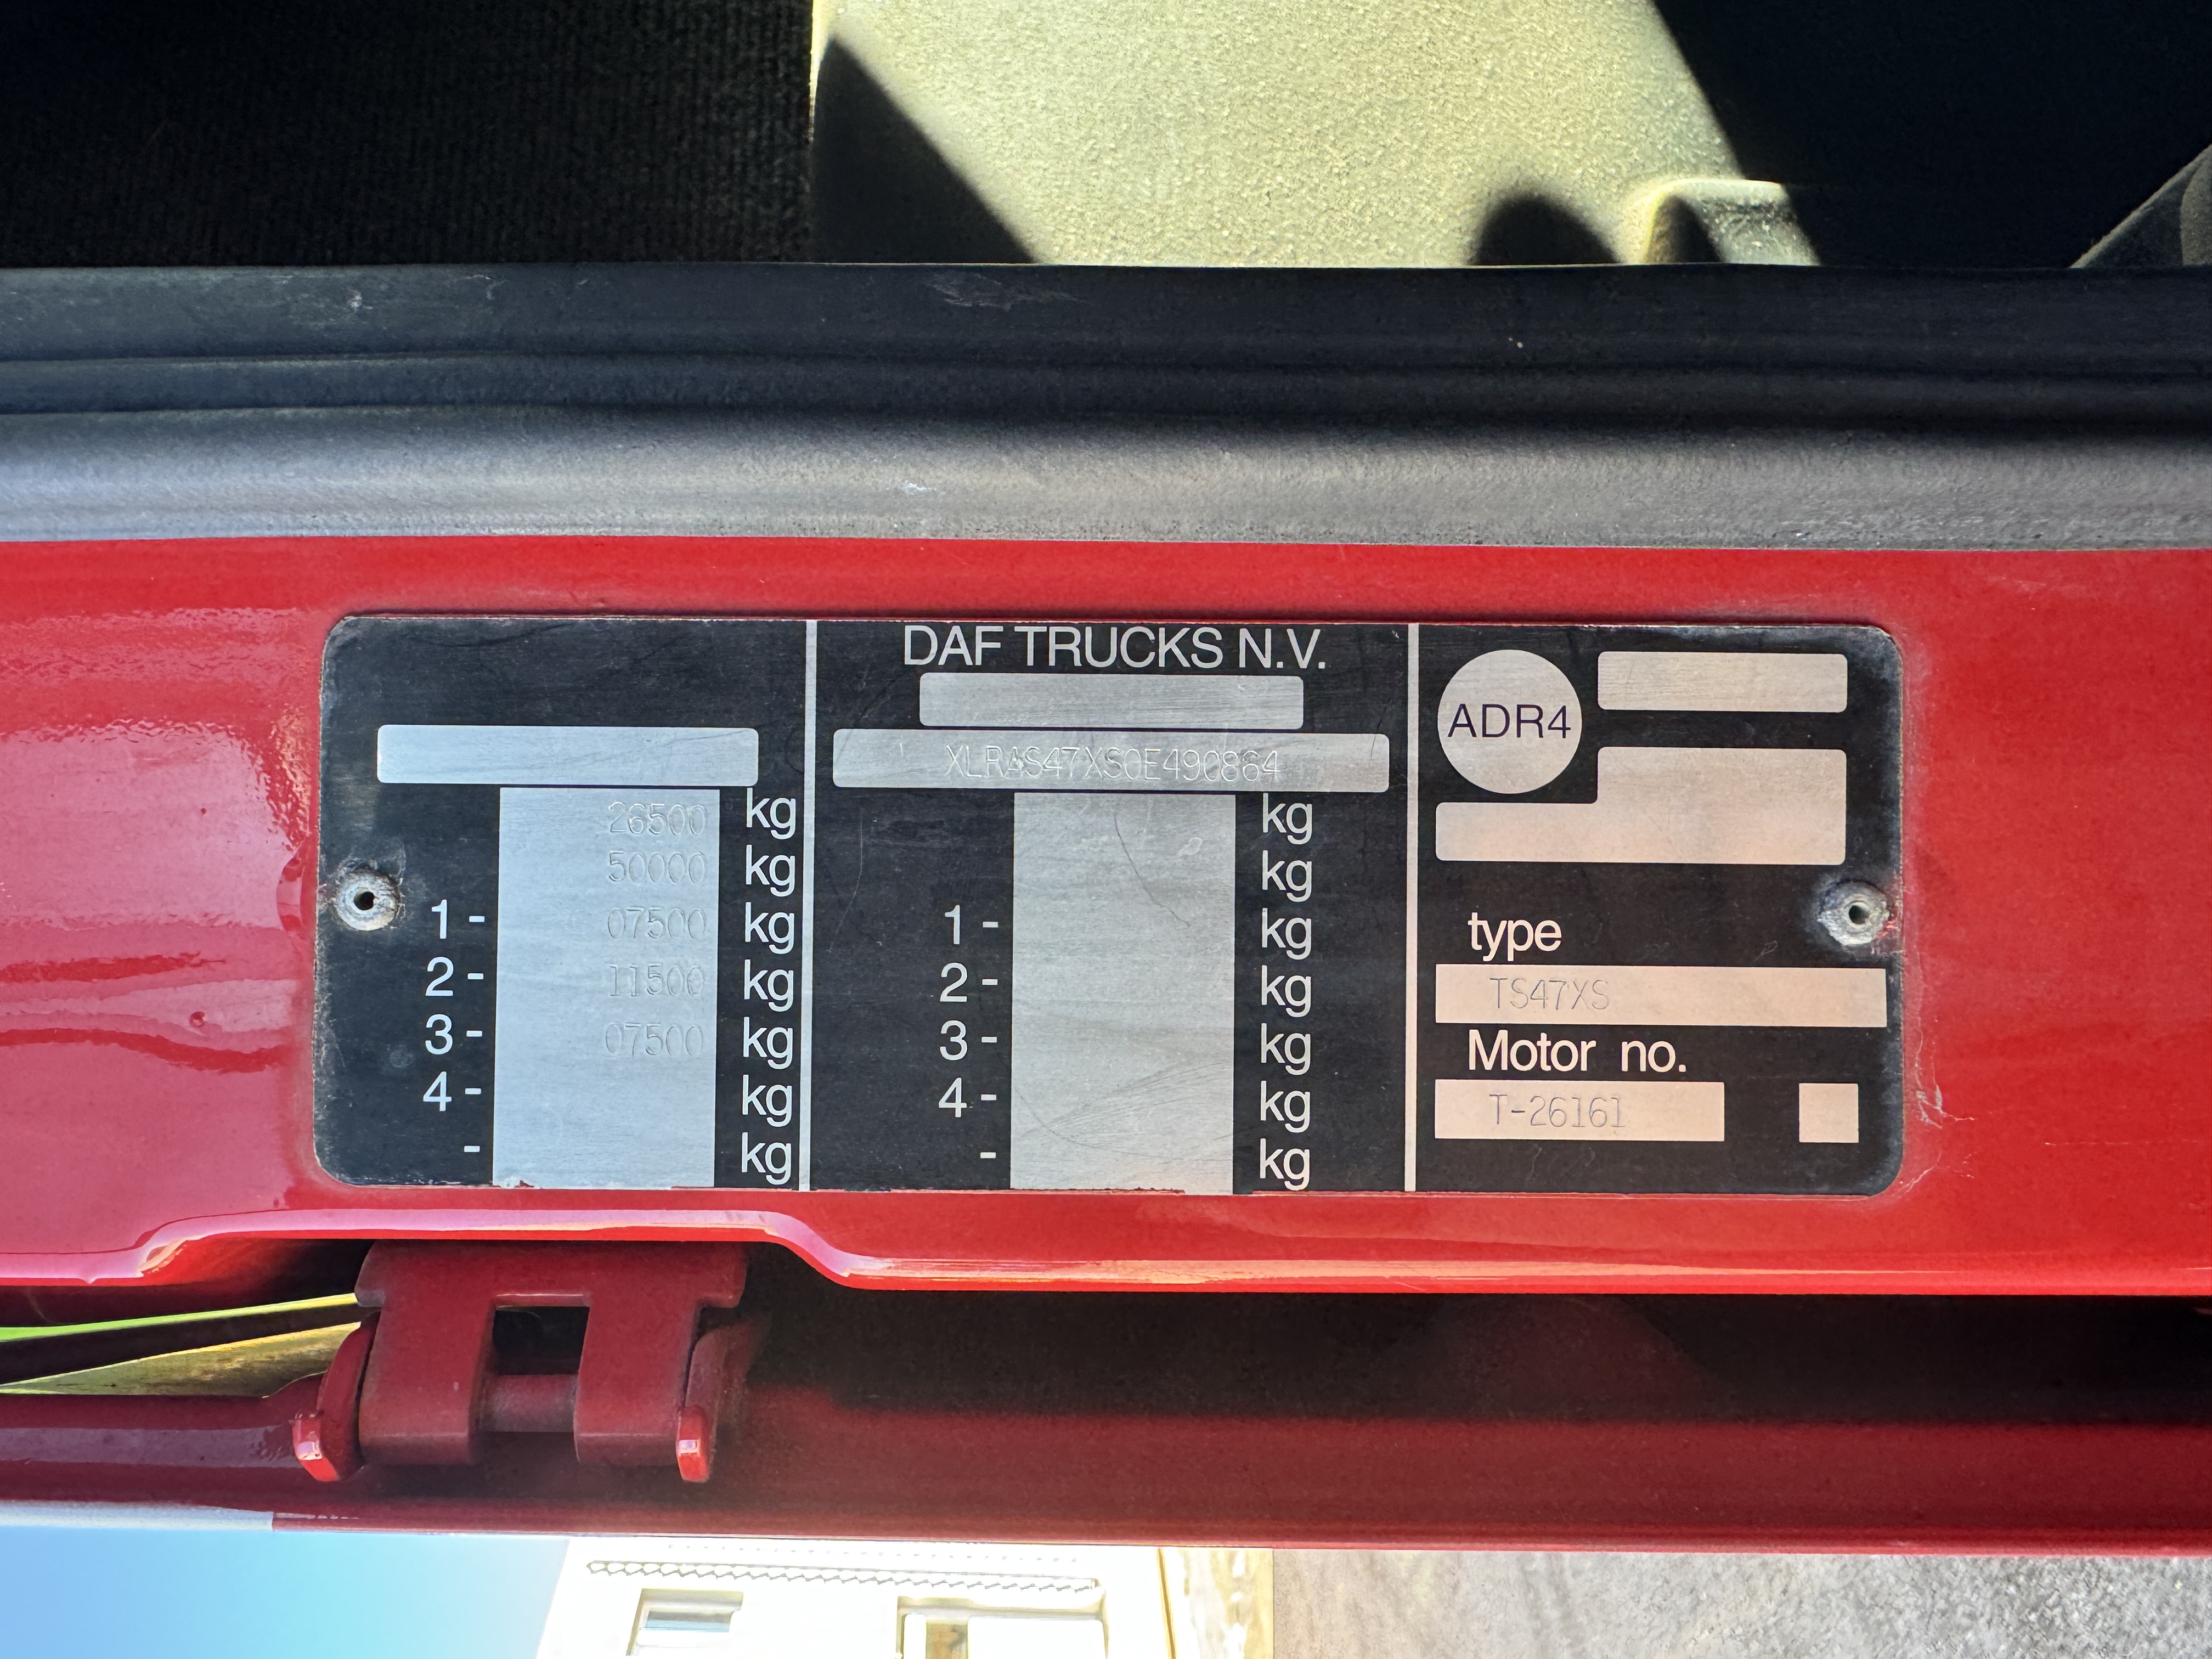 DAF TRUCKS N.V.
XLRAS47XS0E490864
26500 kg
50000 kg
1- 07500 kg
2- 11500 kg
3- 07500 kg
4- kg
- kg
kg
kg
1- kg
2- kg
3- kg
4- kg
- kg
ADR4
type
TS47XS
Motor no.
T-26161